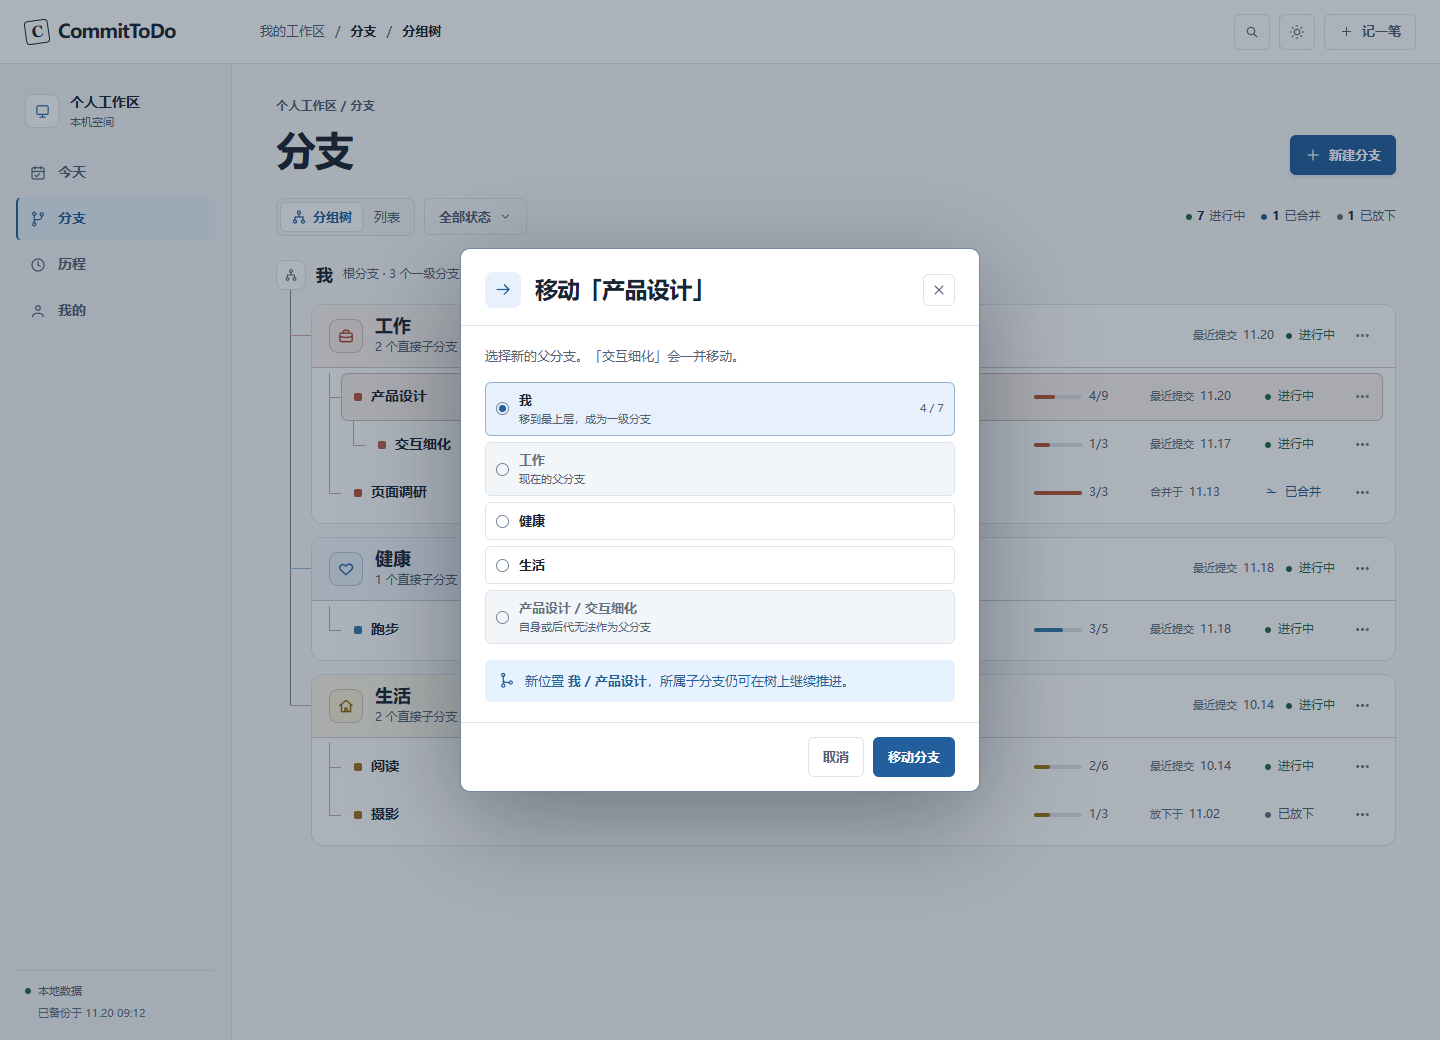 C CommitToDo
我的工作区 / 分支 / 分组树
记一笔
个人工作区
本机空间
今天
分支
历程
我的
本地数据
已备份于 11.20 09:12
个人工作区 / 分支
分支
新建分支
分组树 列表 全部状态
7 进行中 1 已合并 1 已放下
我 根分支 · 3 个一级分支
工作
2 个直接子分支
最近提交 11.20 进行中
产品设计 4/9 最近提交 11.20 进行中
交互细化 1/3 最近提交 11.17 进行中
页面调研 3/3 合并于 11.13 已合并
健康
1 个直接子分支
最近提交 11.18 进行中
跑步 3/5 最近提交 11.18 进行中
生活
2 个直接子分支
最近提交 10.14 进行中
阅读 2/6 最近提交 10.14 进行中
摄影 1/3 放下于 11.02 已放下
移动「产品设计」
选择新的父分支。「交互细化」会一并移动。
我
移到最上层，成为一级分支
4 / 7
工作
现在的父分支
健康
生活
产品设计 / 交互细化
自身或后代无法作为父分支
新位置 我 / 产品设计，所属子分支仍可在树上继续推进。
取消 移动分支